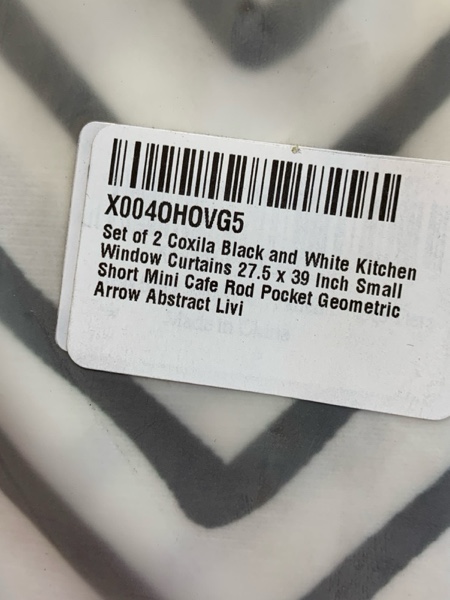 X004OHOVG5
Set of 2 Coxila Black and White Kitchen
Window Curtains 27.5 x 39 Inch Small
Short Mini Cafe Rod Pocket Geometric
Arrow Abstract Livi